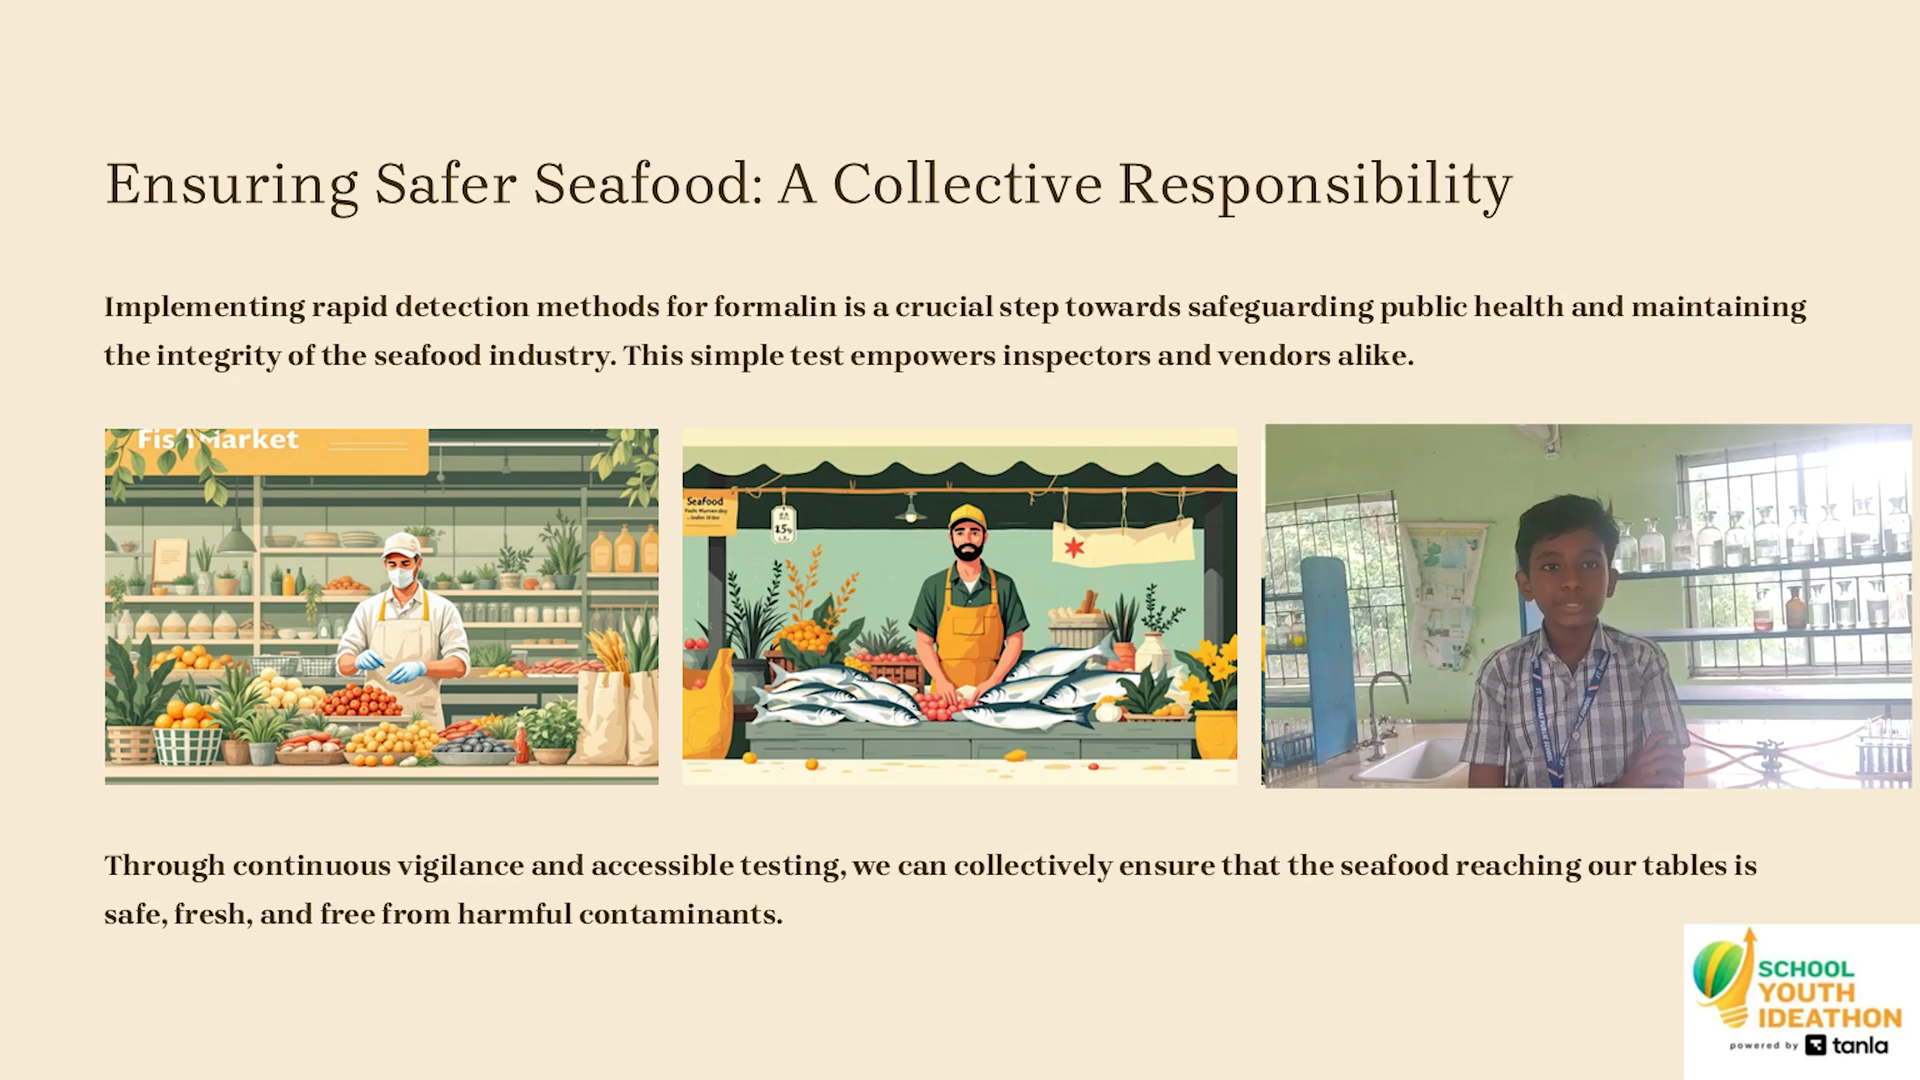 Ensuring Safer Seafood: A Collective Responsibility
Implementing rapid detection methods for formalin is a crucial step towards safeguarding public health and maintaining
the integrity of the seafood industry. This simple test empowers inspectors and vendors alike.
Fish Market
Seafood
15%
Through continuous vigilance and accessible testing, we can collectively ensure that the seafood reaching our tables is
safe, fresh, and free from harmful contaminants.
SCHOOL
YOUTH
IDEATHON
powered by tanla